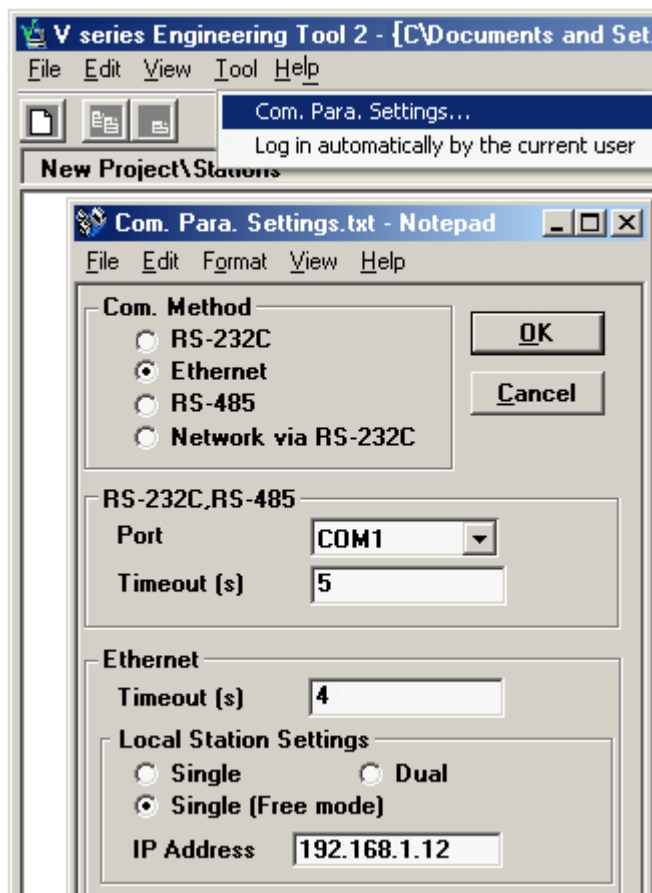 V series Engineering Tool 2 - [C\Documents and Set.
File Edit View Tool Help
Com. Para. Settings...
Log in automatically by the current user
New Project\Stations
Com. Para. Settings.txt - Notepad
File Edit Format View Help
Com. Method
RS-232C
OK
Ethernet
RS-485
Cancel
Network via RS-232C
RS-232C,RS-485
Port COM1
Timeout (s) 5
Ethernet
Timeout (s) 4
Local Station Settings
Single Dual
Single (Free mode)
IP Address 192.168.1.12